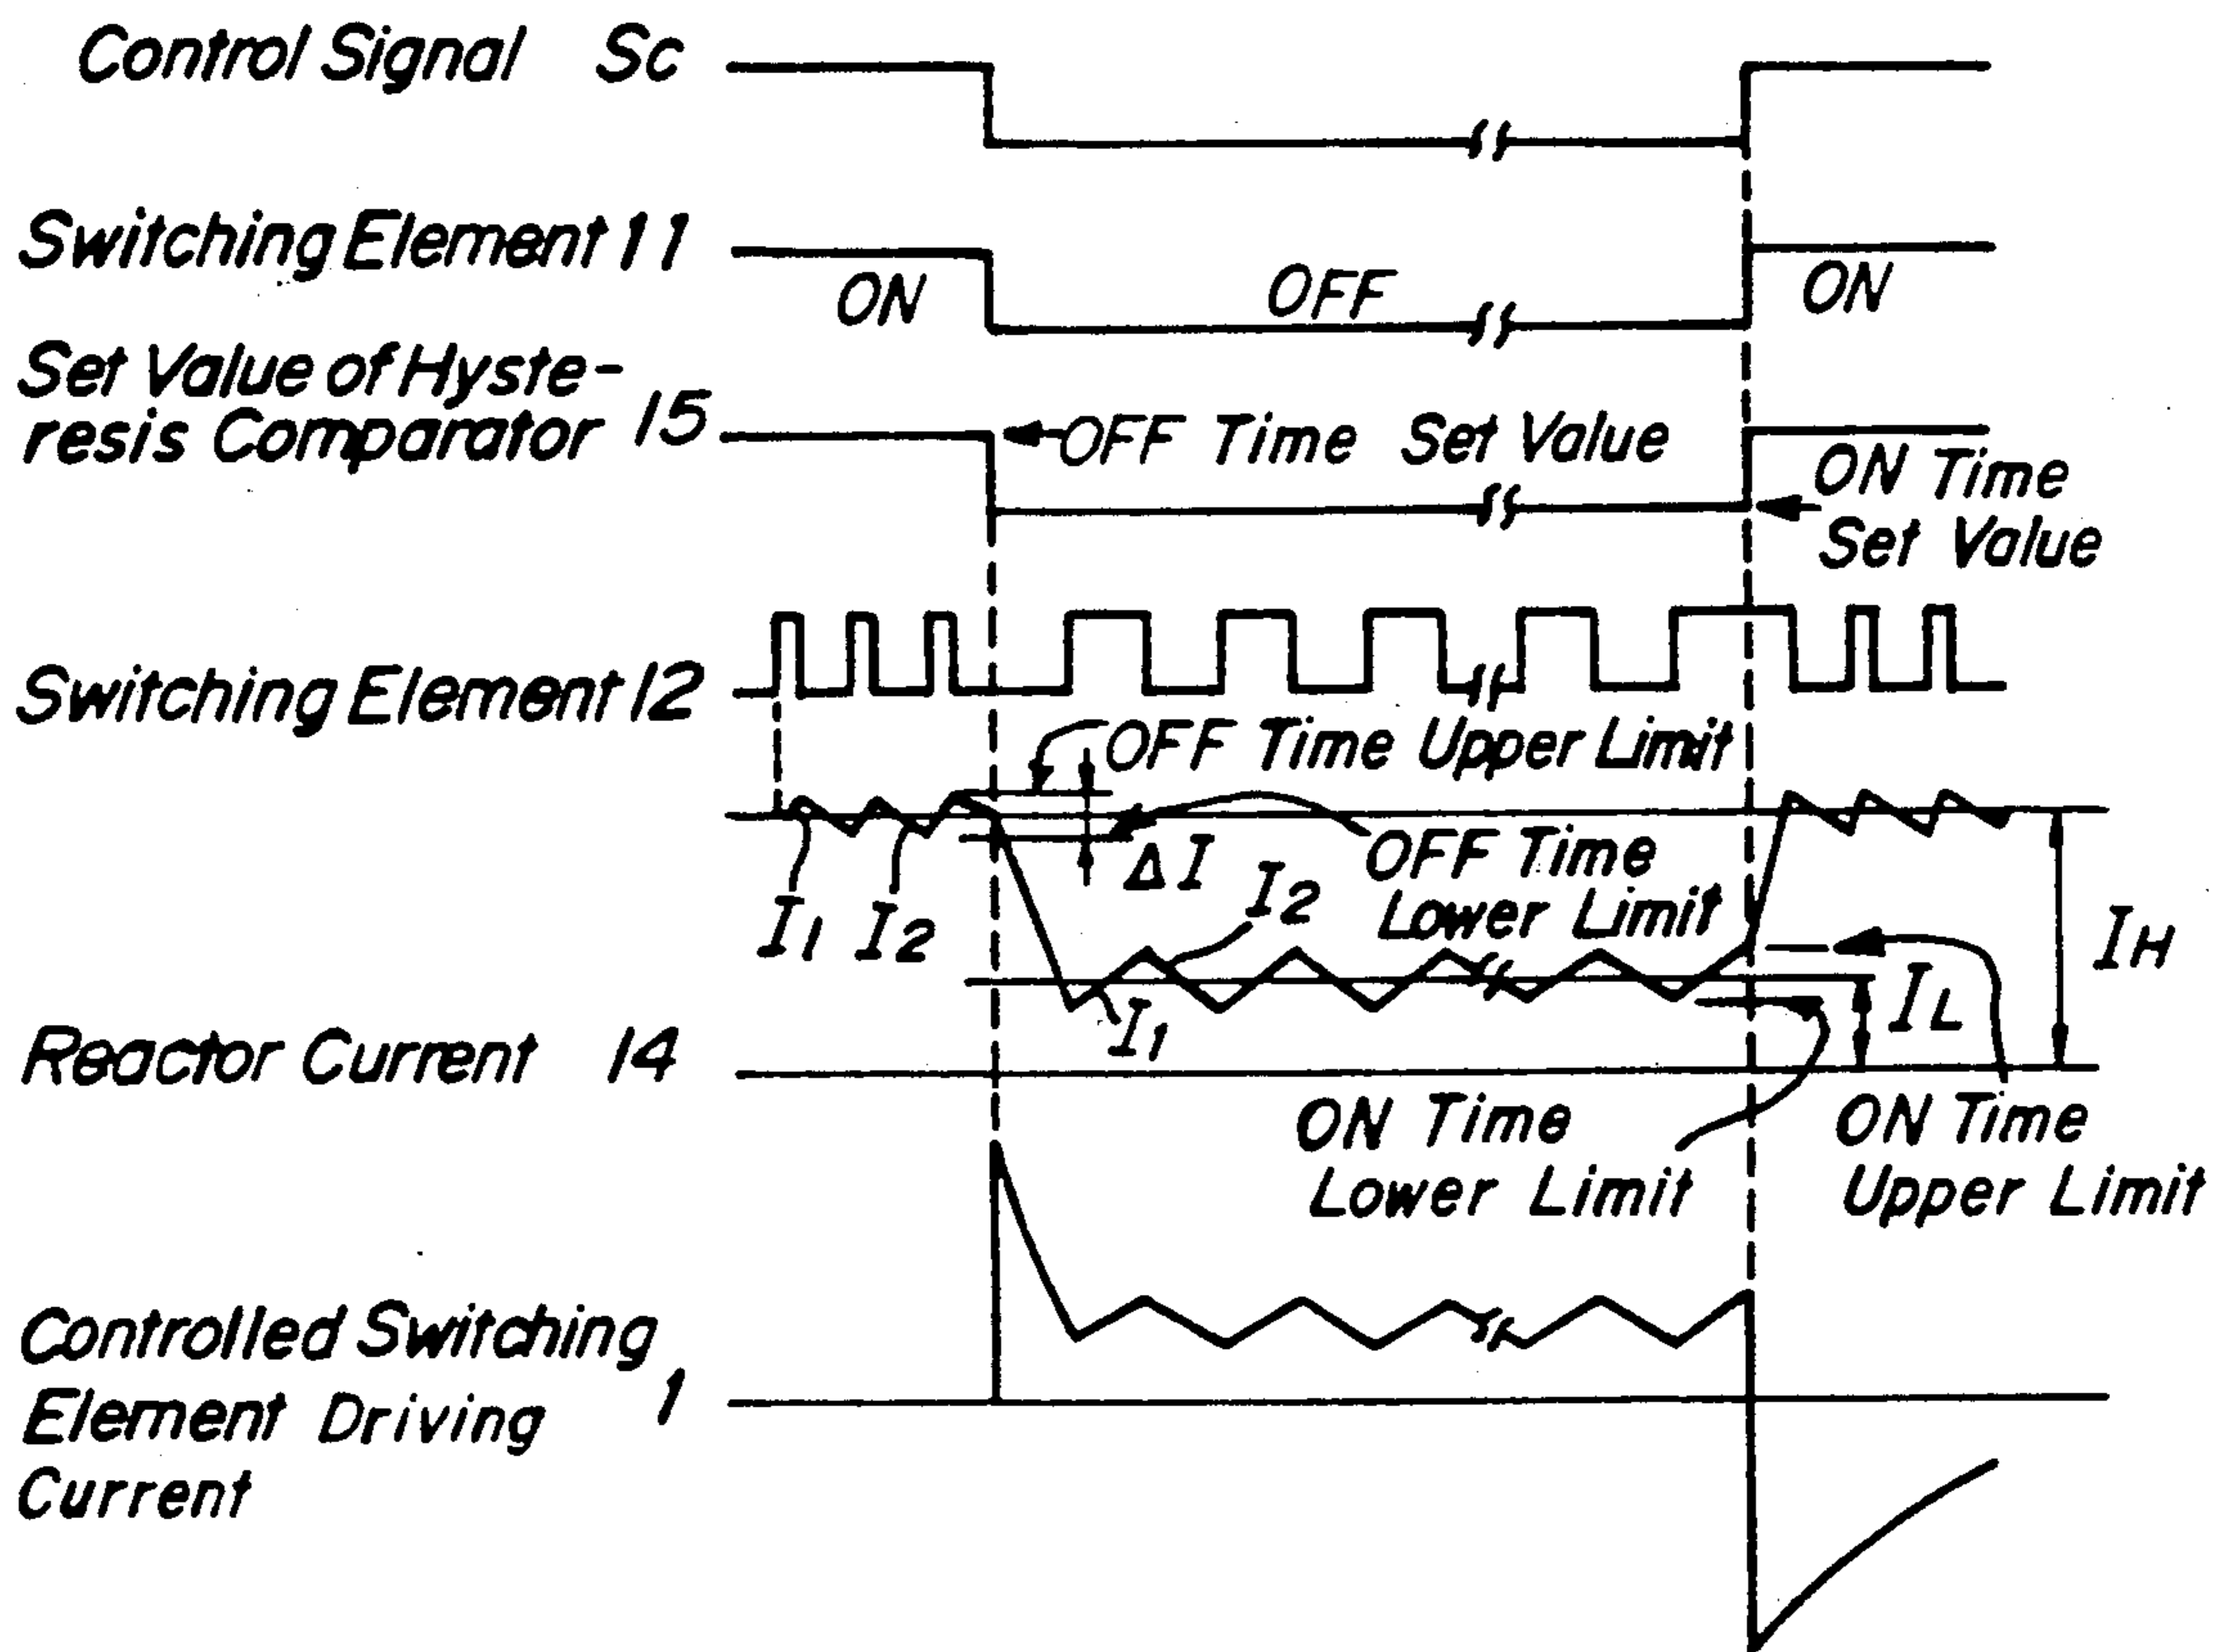 Control Signal Sc
Switching Element 11
ON
OFF
ON
Set Value of Hyste-
resis Comparator 15
OFF Time Set Value
ON Time
Set Value
Switching Element 12
OFF Time Upper Limit
ΔI
OFF Time
Lower Limit
I1 I2
I2
I1
IH
IL
Reactor Current 14
ON Time
Lower Limit
ON Time
Upper Limit
Controlled Switching
Element Driving 1
Current